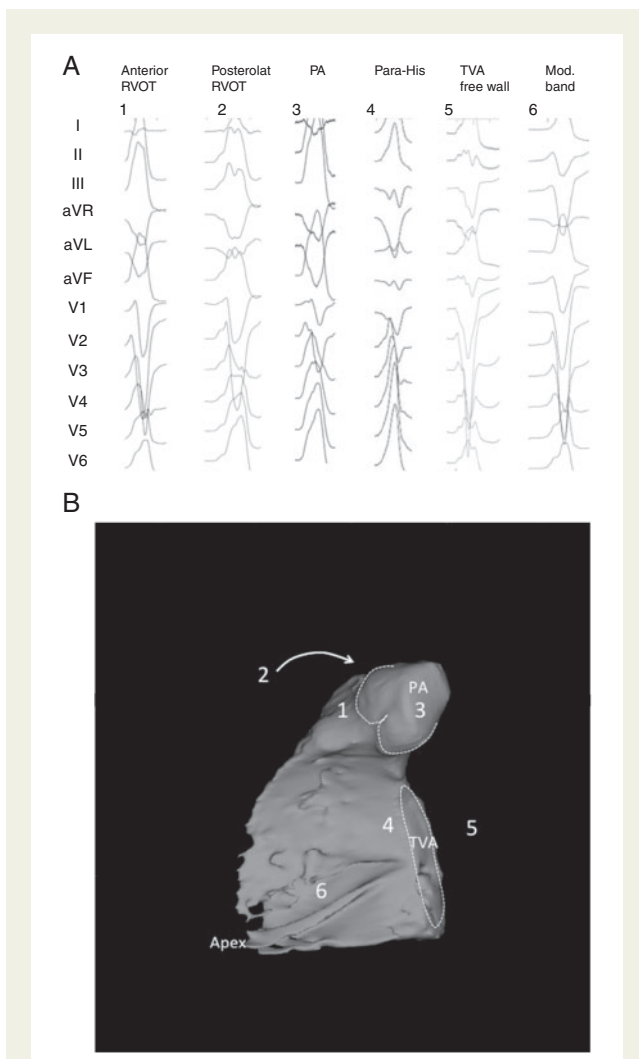 A
Anterior RVOT
Posterolat RVOT
PA
Para-His
TVA free wall
Mod. band
1 2 3 4 5 6
I
II
III
aVR
aVL
aVF
V1
V2
V3
V4
V5
V6
B
2
PA
1
3
4
5
TVA
6
Apex